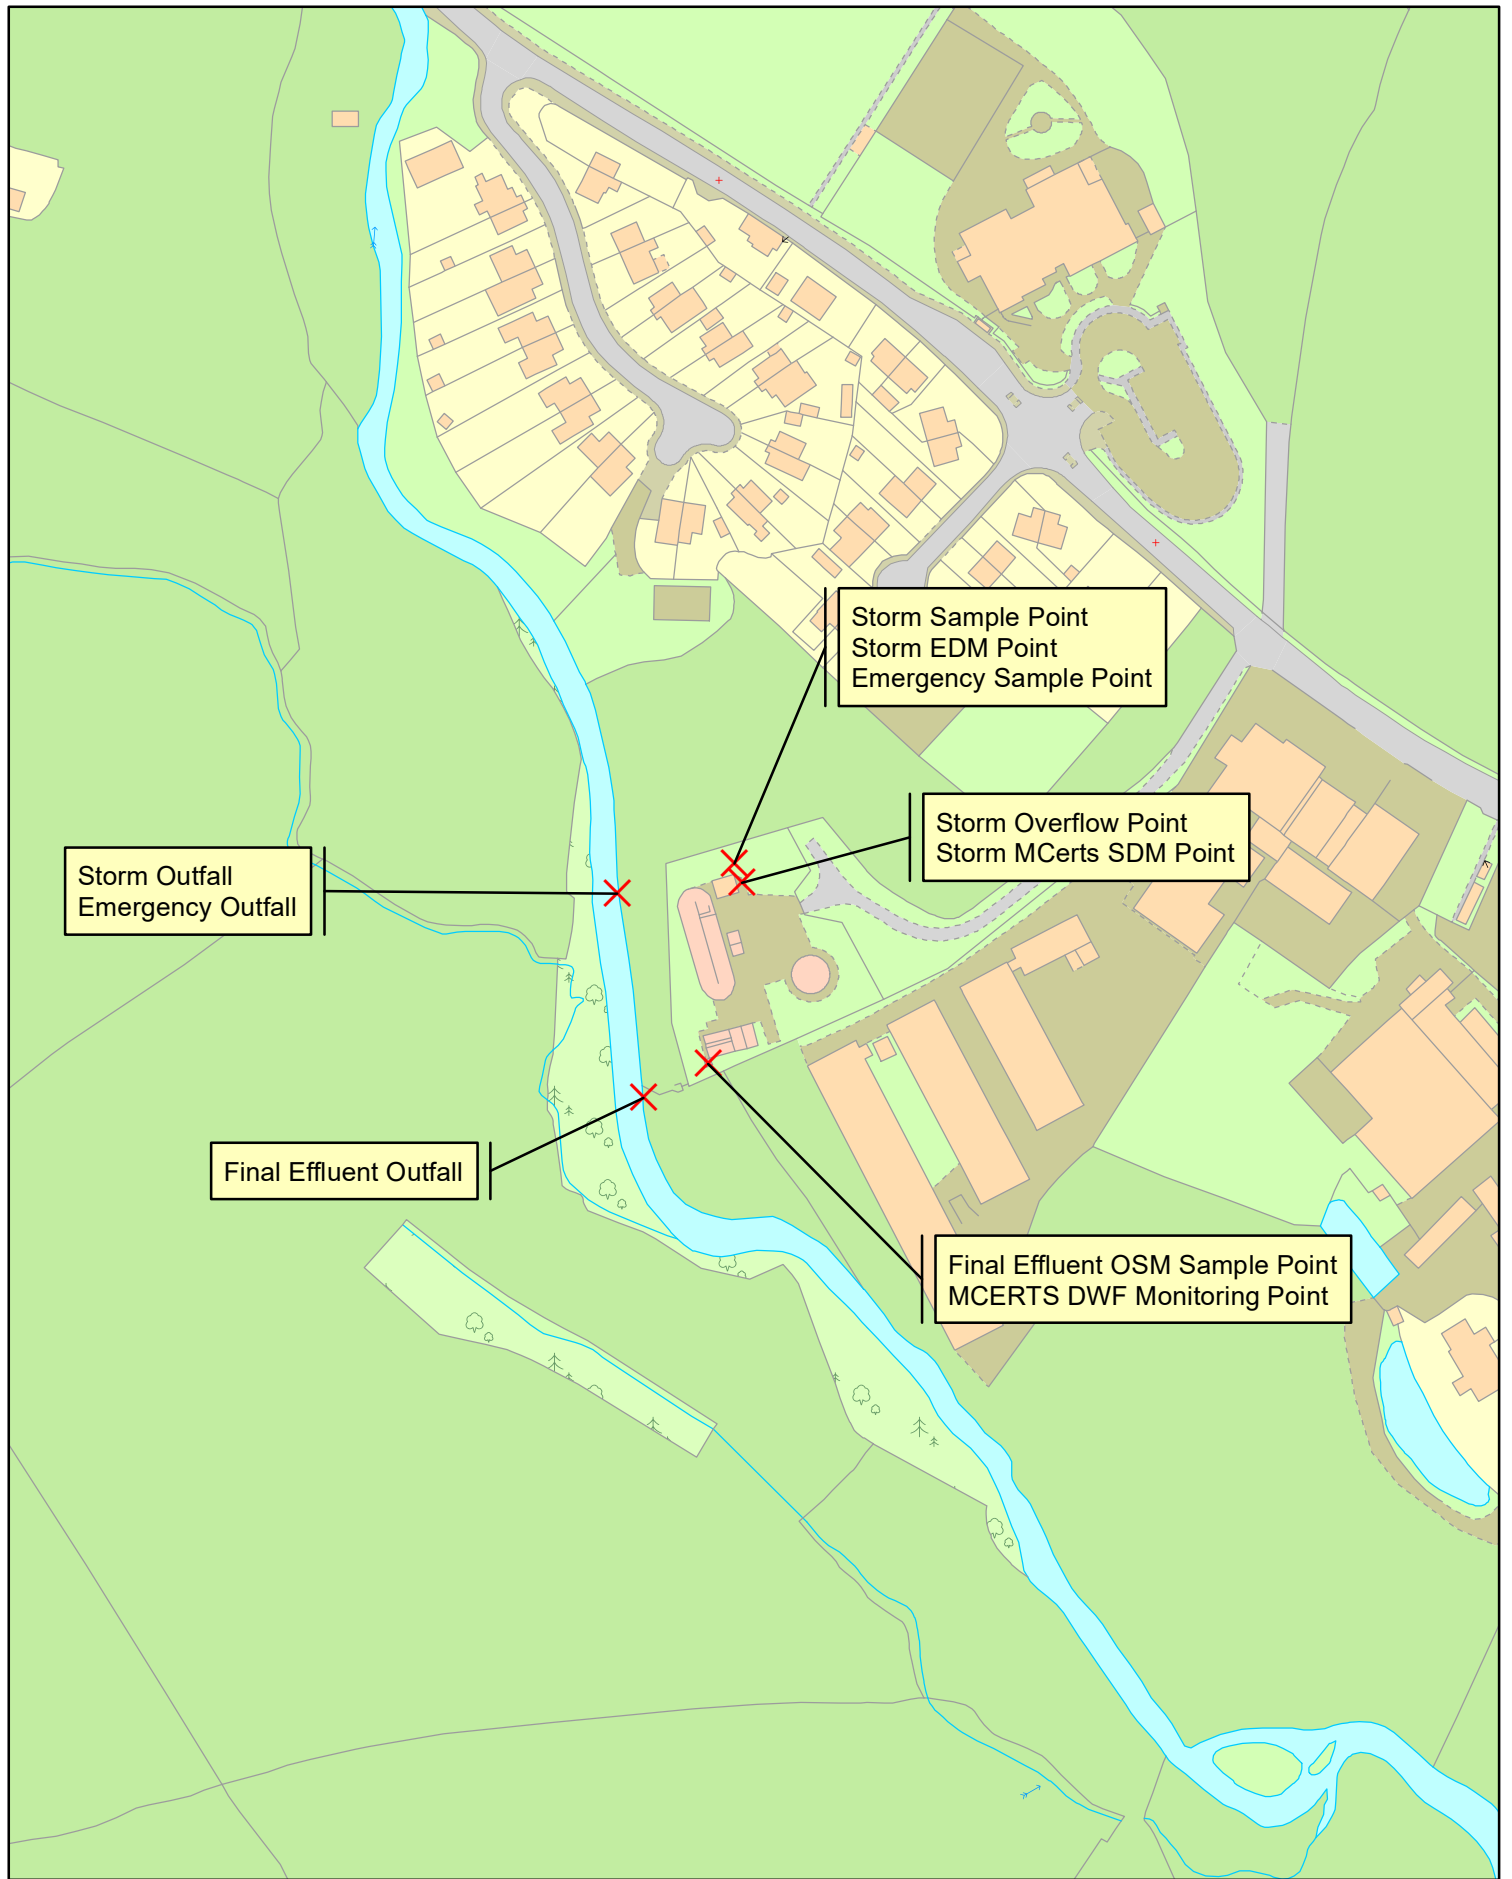 Storm Sample Point
Storm EDM Point
Emergency Sample Point
Storm Overflow Point
Storm MCerts SDM Point
Storm Outfall
Emergency Outfall
Final Effluent Outfall
Final Effluent OSM Sample Point
MCERTS DWF Monitoring Point